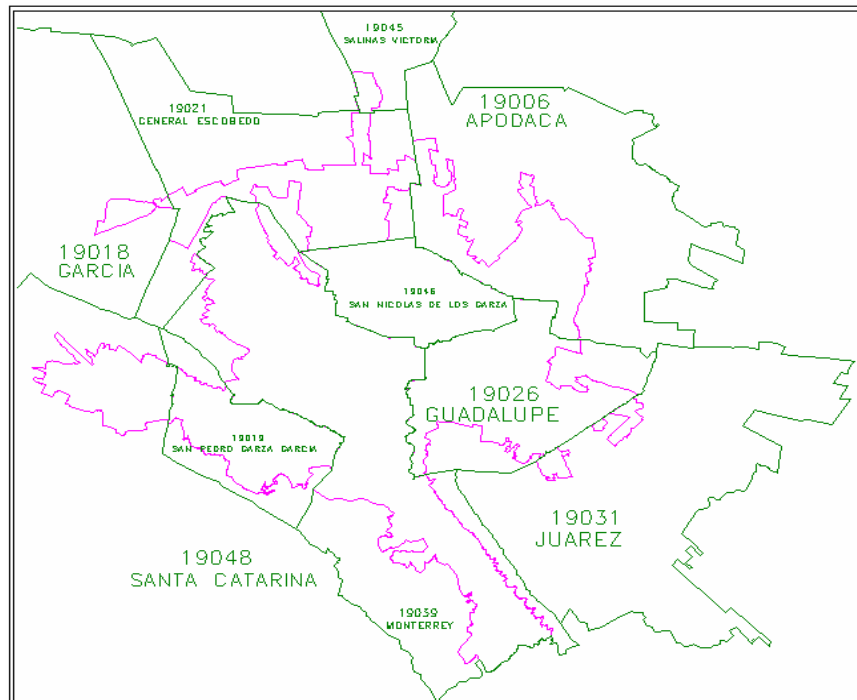 19045
SALINAS VICTORIA
19021
GENERAL ESCOBEDO
19006
APODACA
19018
GARCIA
19046
SAN NICOLAS DE LOS GARZA
19026
GUADALUPE
19019
SAN PEDRO GARZA GARCIA
19031
JUAREZ
19048
SANTA CATARINA
19039
MONTERREY